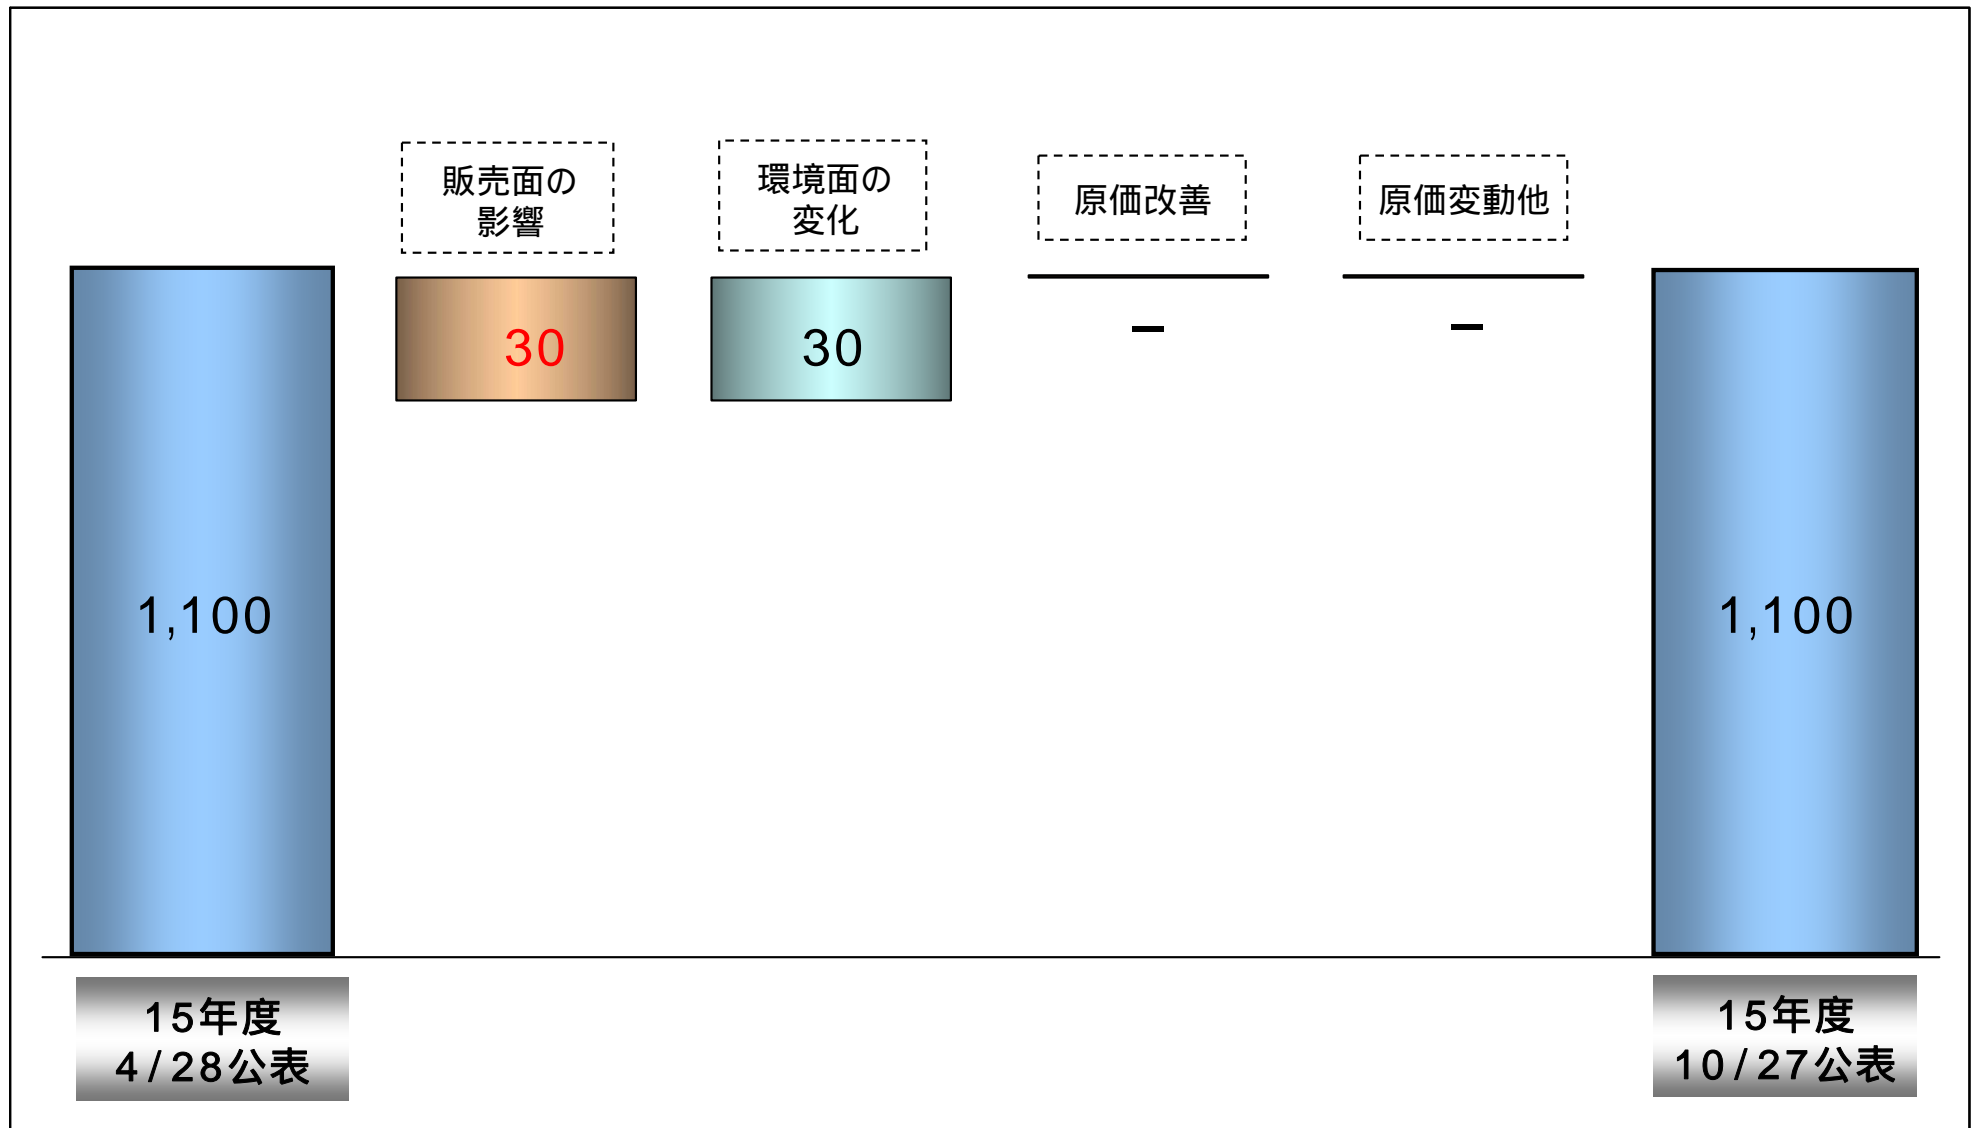 販売面の
影響
環境面の
変化
原価改善
原価変動他
30
30
–
–
1,100
1,100
15年度
4/28公表
15年度
10/27公表